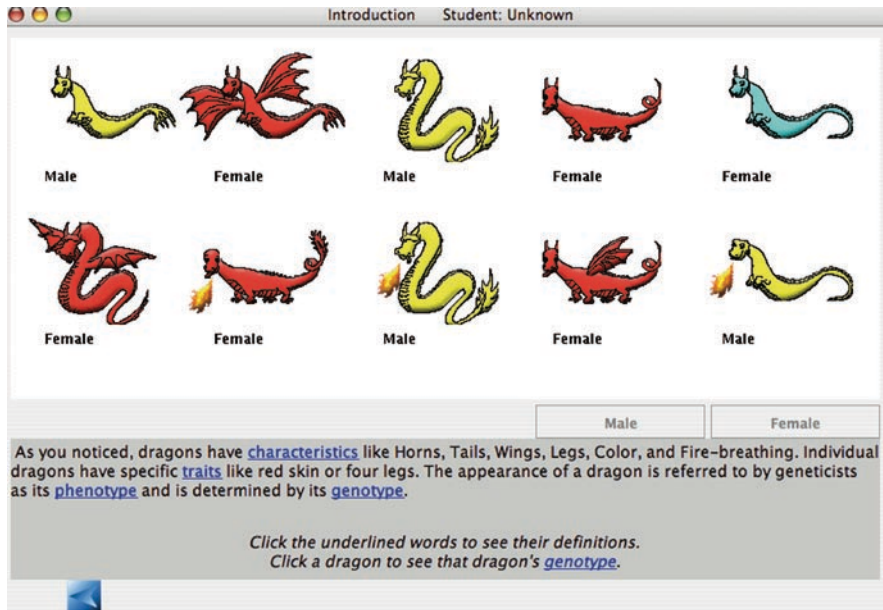 Introduction Student: Unknown
Male Female Male Female Female
Female Female Male Female Male
Male Female
As you noticed, dragons have characteristics like Horns, Tails, Wings, Legs, Color, and Fire-breathing. Individual
dragons have specific traits like red skin or four legs. The appearance of a dragon is referred to by geneticists
as its phenotype and is determined by its genotype.
Click the underlined words to see their definitions.
Click a dragon to see that dragon's genotype.